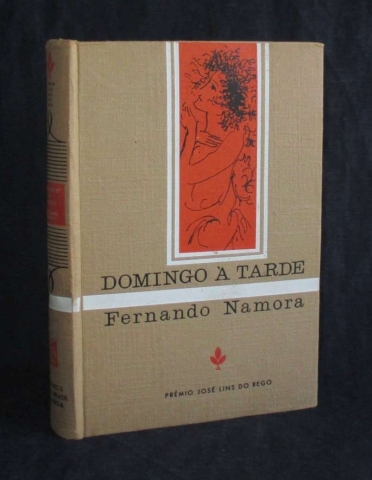 DOMINGO A TARDE
Fernando Namora
PRÉMIO JOSÉ LINS DO REGO